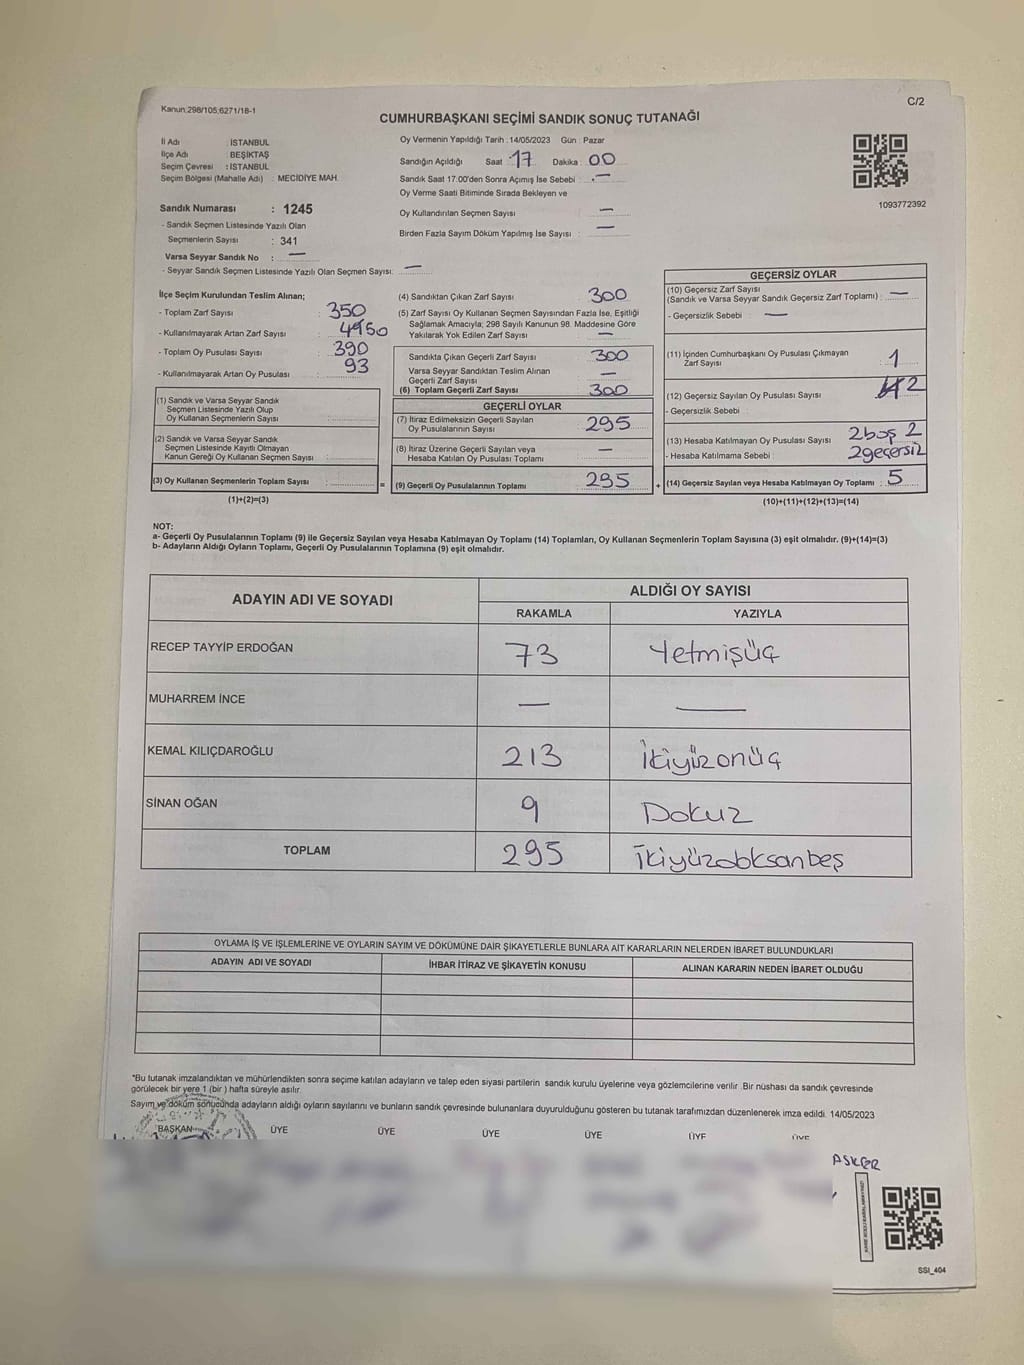 Kanun:298/105;6271/18-1
C/2
CUMHURBAŞKANI SEÇİMİ SANDIK SONUÇ TUTANAĞI
İli Adı : İSTANBUL
İlçe Adı : BEŞİKTAŞ
Seçim Çevresi : İSTANBUL
Seçim Bölgesi (Mahalle Adı) : MECİDİYE MAH.
Sandık Numarası : 1245
- Sandık Seçmen Listesinde Yazılı Olan
Seçmenlerin Sayısı : 341
Varsa Seyyar Sandık No : —
- Seyyar Sandık Seçmen Listesinde Yazılı Olan Seçmen Sayısı: —
Oy Vermenin Yapıldığı Tarih : 14/05/2023 Gün : Pazar
Sandığın Açıldığı Saat : 17 Dakika : 00
Sandık Saat 17:00'den Sonra Açımış İse Sebebi : —
Oy Verme Saati Bitiminde Sırada Bekleyen ve
Oy Kullandırılan Seçmen Sayısı —
Birden Fazla Sayım Döküm Yapılmış İse Sayısı : —
1093772392
İlçe Seçim Kurulundan Teslim Alınan;
- Toplam Zarf Sayısı : 350
- Kullanılmayarak Artan Zarf Sayısı : 50
- Toplam Oy Pusulası Sayısı : 390
- Kullanılmayarak Artan Oy Pusulası : 93
(1) Sandık ve Varsa Seyyar Sandık
Seçmen Listesinde Yazılı Olup
Oy Kullanan Seçmenlerin Sayısı :
(2) Sandık ve Varsa Seyyar Sandık
Seçmen Listesinde Kayıtlı Olmayan
Kanun Gereği Oy Kullanan Seçmen Sayısı :
(3) Oy Kullanan Seçmenlerin Toplam Sayısı :
(1)+(2)=(3)
(4) Sandıktan Çıkan Zarf Sayısı : 300
(5) Zarf Sayısı Oy Kullanan Seçmen Sayısından Fazla İse, Eşitliği
Sağlamak Amacıyla; 298 Sayılı Kanunun 98. Maddesine Göre
Yakılarak Yok Edilen Zarf Sayısı : —
Sandıkta Çıkan Geçerli Zarf Sayısı : 300
Varsa Seyyar Sandıktan Teslim Alınan
Geçerli Zarf Sayısı : —
(6) Toplam Geçerli Zarf Sayısı : 300
GEÇERLİ OYLAR
(7) İtiraz Edilmeksizin Geçerli Sayılan
Oy Pusulalarının Sayısı : 295
(8) İtiraz Üzerine Geçerli Sayılan veya
Hesaba Katılan Oy Pusulası Toplamı : —
= (9) Geçerli Oy Pusulalarının Toplamı : 295
GEÇERSİZ OYLAR
(10) Geçersiz Zarf Sayısı
(Sandık ve Varsa Seyyar Sandık Geçersiz Zarf Toplamı) : —
- Geçersizlik Sebebi : —
(11) İçinden Cumhurbaşkanı Oy Pusulası Çıkmayan
Zarf Sayısı : 1
(12) Geçersiz Sayılan Oy Pusulası Sayısı : 2
- Geçersizlik Sebebi :
(13) Hesaba Katılmayan Oy Pusulası Sayısı : 2boş 2
- Hesaba Katılmama Sebebi : 2geçersiz
+ (14) Geçersiz Sayılan veya Hesaba Katılmayan Oy Toplamı : 5
(10)+(11)+(12)+(13)=(14)
NOT:
a- Geçerli Oy Pusulalarının Toplamı (9) ile Geçersiz Sayılan veya Hesaba Katılmayan Oy Toplamı (14) Toplamları, Oy Kullanan Seçmenlerin Toplam Sayısına (3) eşit olmalıdır. (9)+(14)=(3)
b- Adayların Aldığı Oyların Toplamı, Geçerli Oy Pusulalarının Toplamına (9) eşit olmalıdır.
ADAYIN ADI VE SOYADI ALDIĞI OY SAYISI
RAKAMLA YAZIYLA
RECEP TAYYİP ERDOĞAN 73 Yetmişüç
MUHARREM İNCE — —
KEMAL KILIÇDAROĞLU 213 İkiyüzonüç
SİNAN OĞAN 9 Dokuz
TOPLAM 295 İkiyüzdoksanbeş
OYLAMA İŞ VE İŞLEMLERİNE VE OYLARIN SAYIM VE DÖKÜMÜNE DAİR ŞİKAYETLERLE BUNLARA AİT KARARLARIN NELERDEN İBARET BULUNDUKLARI
ADAYIN ADI VE SOYADI İHBAR İTİRAZ VE ŞİKAYETİN KONUSU ALINAN KARARIN NEDEN İBARET OLDUĞU
*Bu tutanak imzalandıktan ve mühürlendikten sonra seçime katılan adayların ve talep eden siyasi partilerin sandık kurulu üyelerine veya gözlemcilerine verilir. Bir nüshası da sandık çevresinde
görülecek bir yere 1 (bir ) hafta süreyle asılır.
Sayım ve döküm sonucunda adayların aldığı oyların sayılarını ve bunların sandık çevresinde bulunanlara duyurulduğunu gösteren bu tutanak tarafımızdan düzenlenerek imza edildi. 14/05/2023
BAŞKAN ÜYE ÜYE ÜYE ÜYE ÜYE ÜYE
ASKER
SSI_404